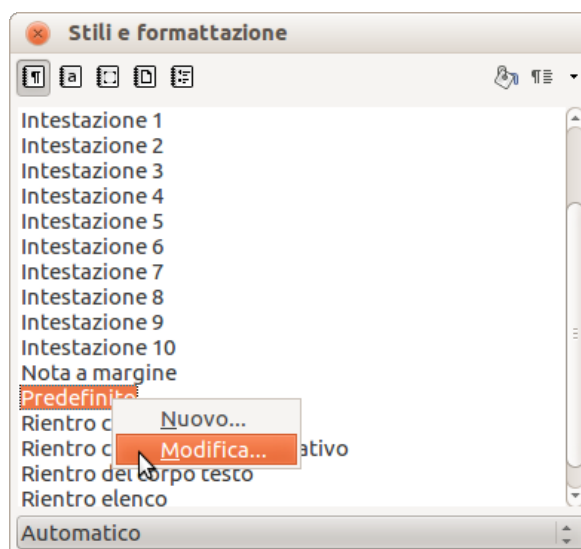 Stili e formattazione
Intestazione 1
Intestazione 2
Intestazione 3
Intestazione 4
Intestazione 5
Intestazione 6
Intestazione 7
Intestazione 8
Intestazione 9
Intestazione 10
Nota a margine
Predefinito
Nuovo...
Rientro c
Modifica...
Rientro c ativo
Rientro del corpo testo
Rientro elenco
Automatico